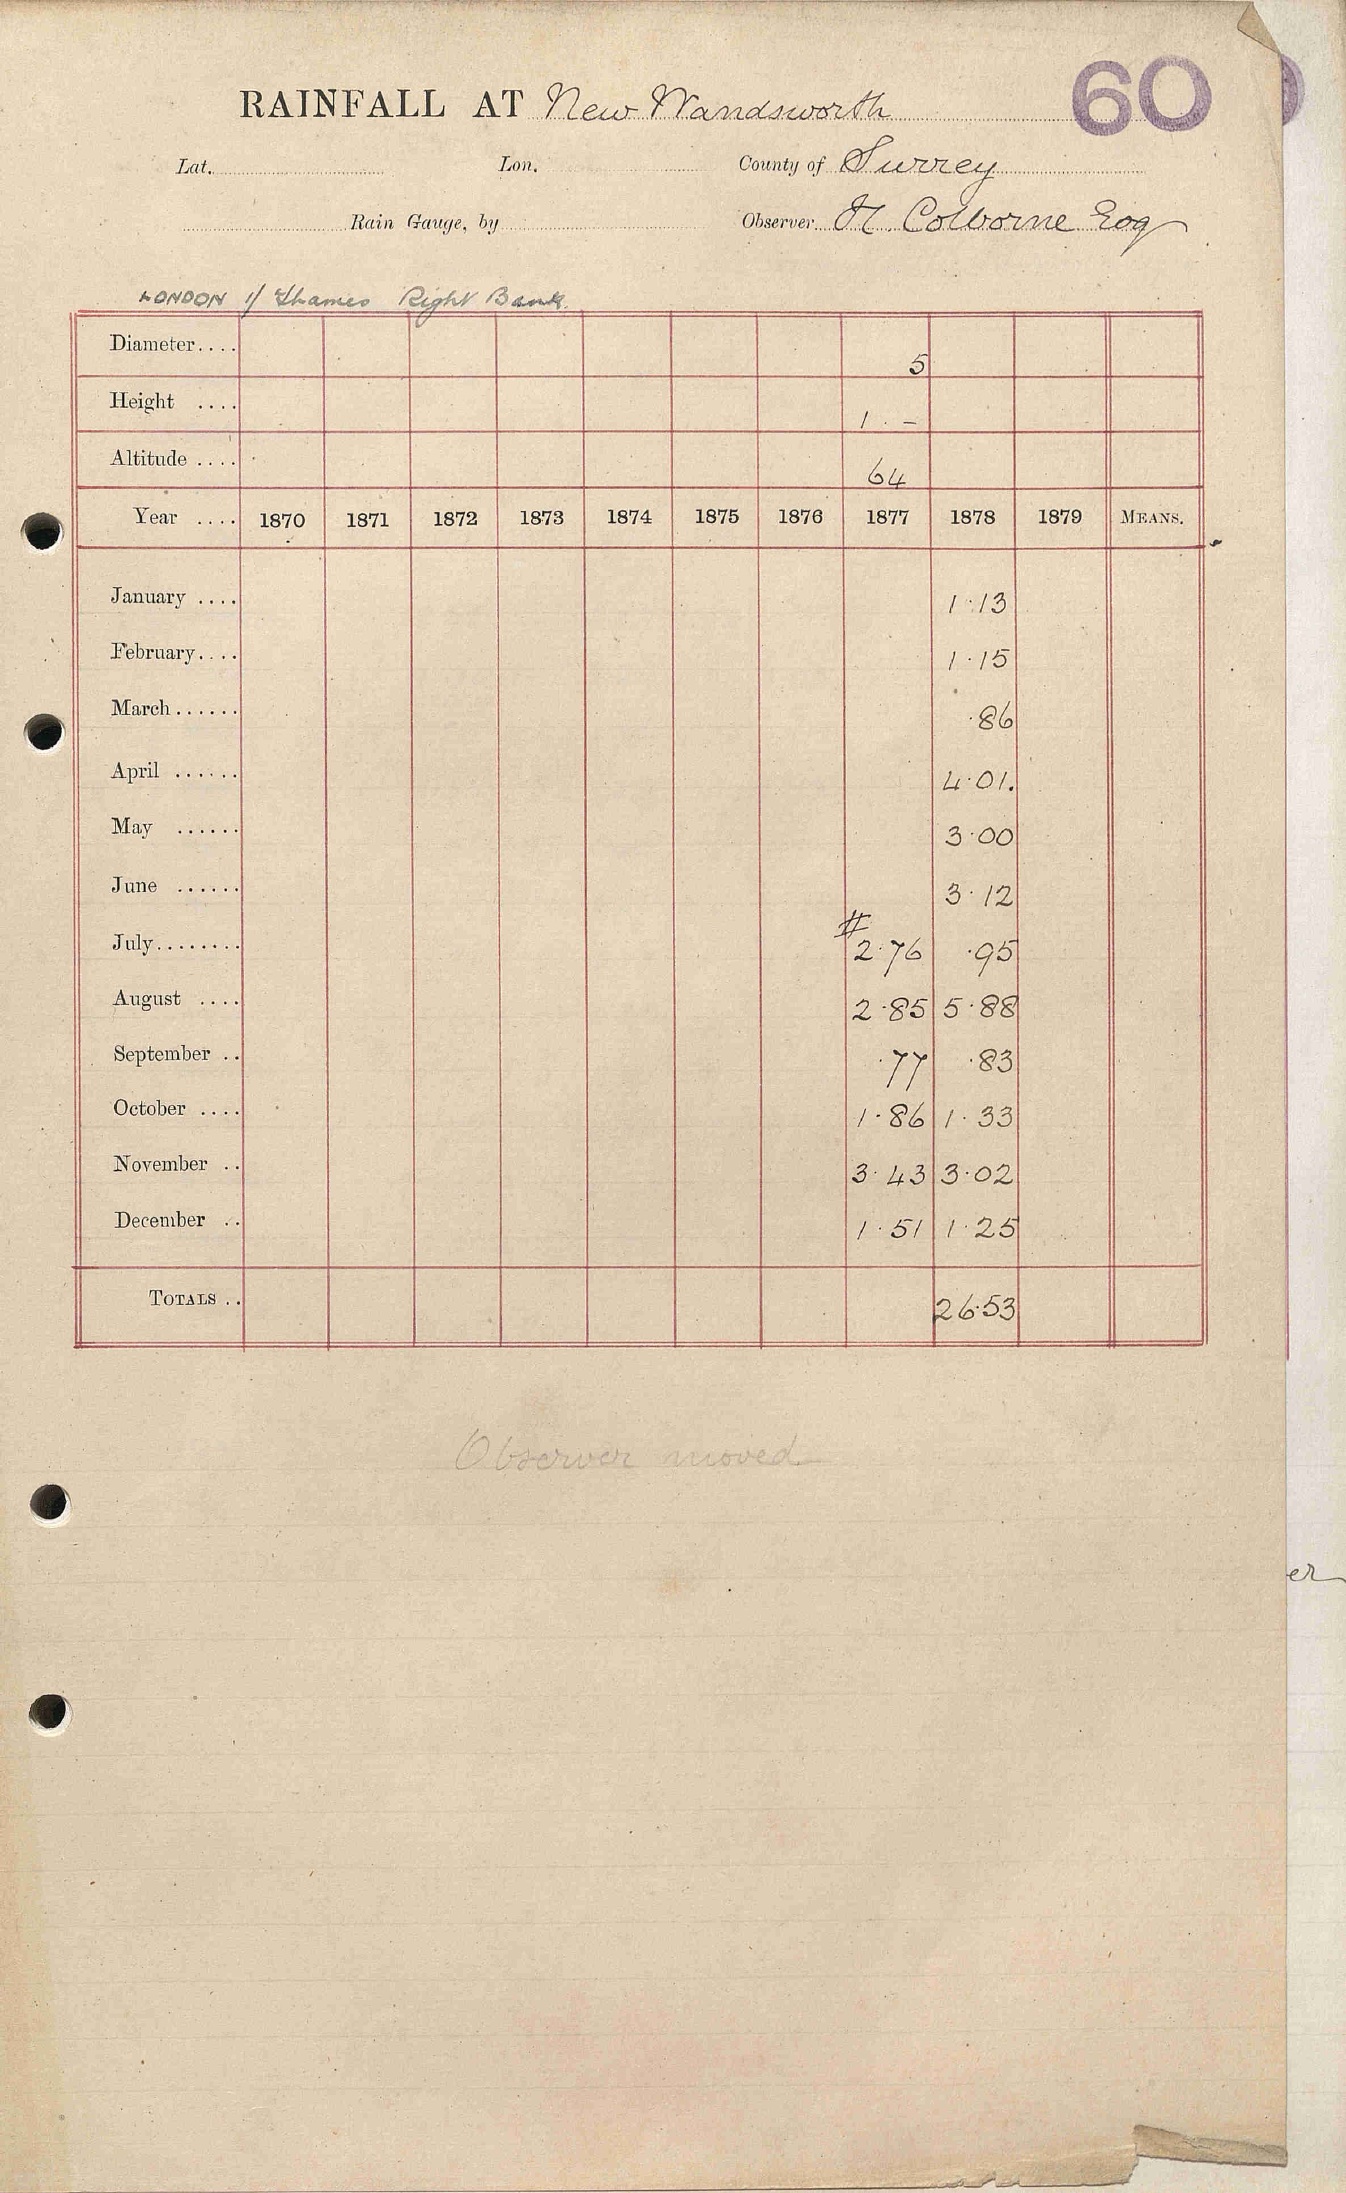 60
RAINFALL AT New Wandsworth
Lat. Lon. County of Surrey
Rain Gauge, by Observer H. Colborne Esq
LONDON 1/ Thames Right Bank.
Diameter.... 5
Height .... 1 . –
Altitude .... 64
Year .... 1870 1871 1872 1873 1874 1875 1876 1877 1878 1879 MEANS.
January .... 1·13
February.... 1·15
March...... ·86
April ...... 4·01.
May ...... 3·00
June ...... 3·12
July........ # 2·76 ·95
August .... 2·85 5·88
September .. ·77 ·83
October .... 1·86 1·33
November .. 3·43 3·02
December .. 1·51 1·25
TOTALS .. 26·53
Observer moved
er